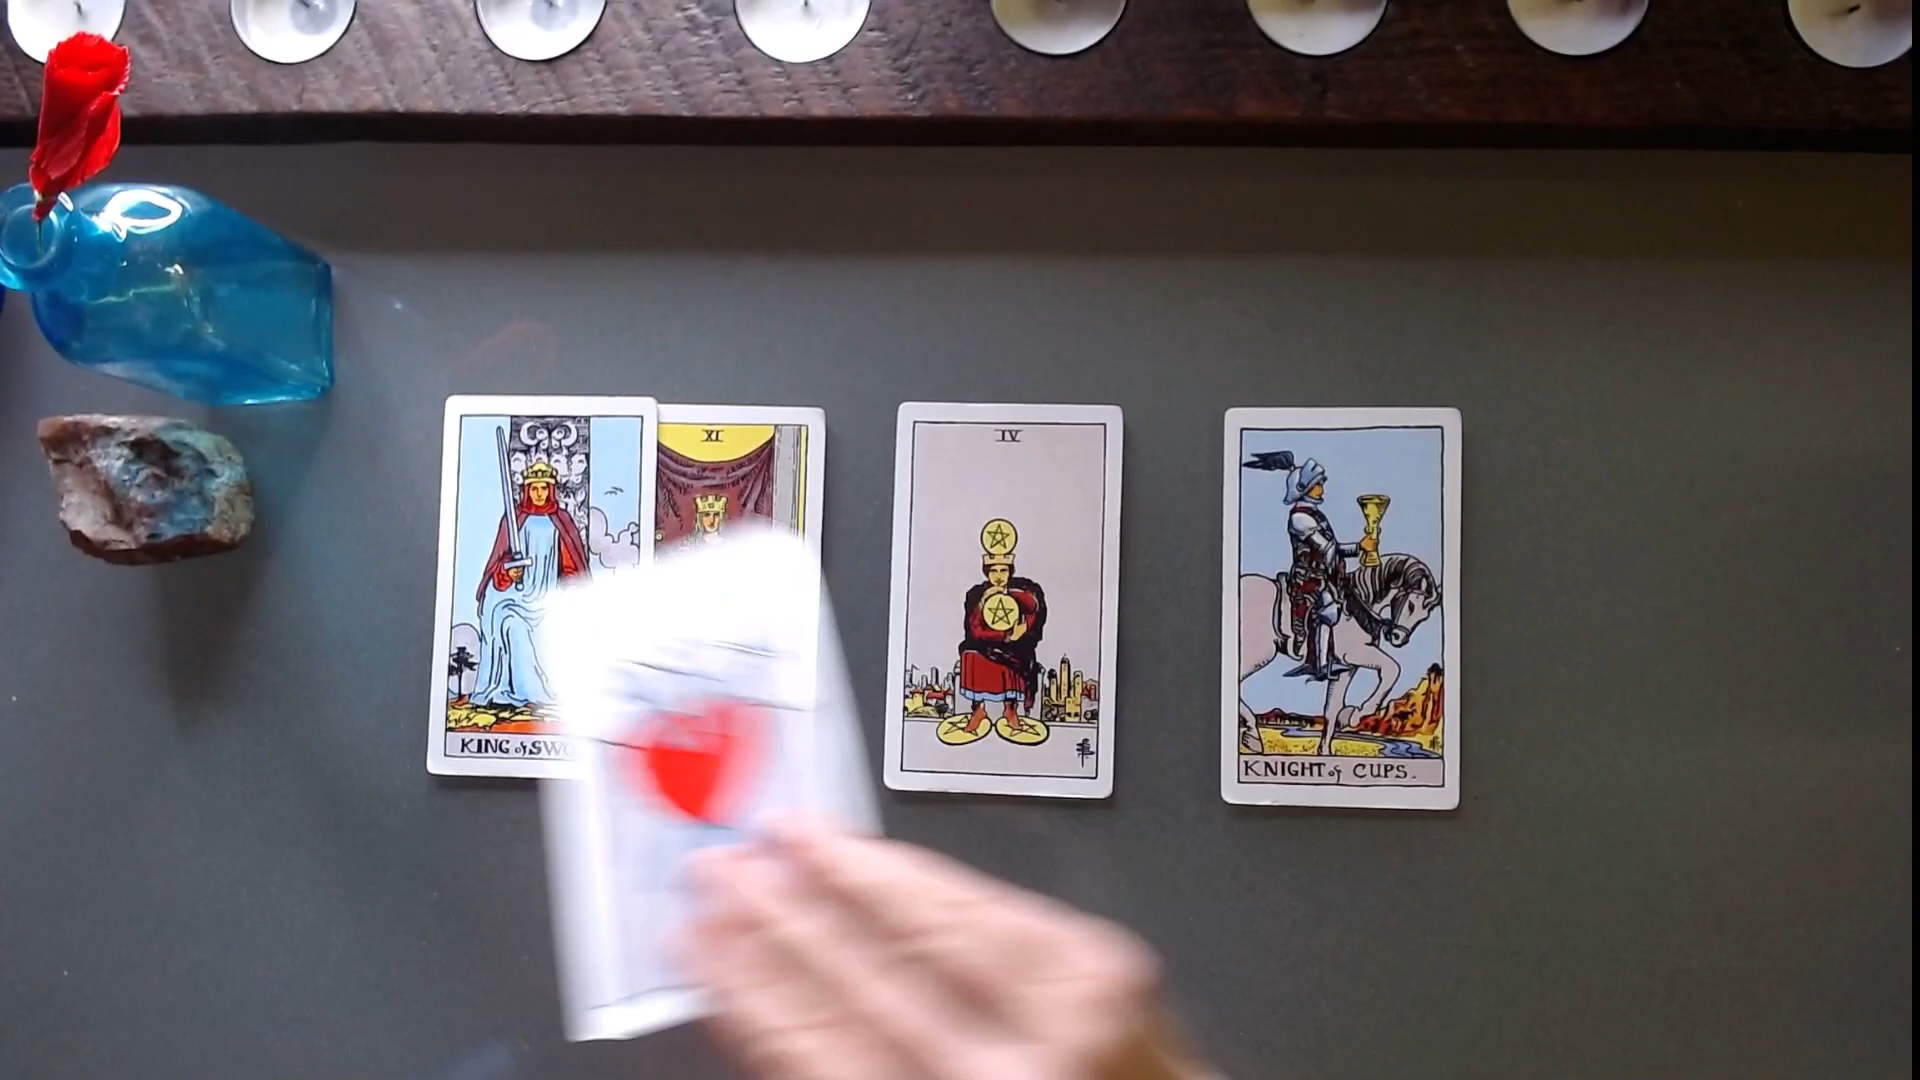 KING of SWO
XI
IV
KNIGHT of CUPS.